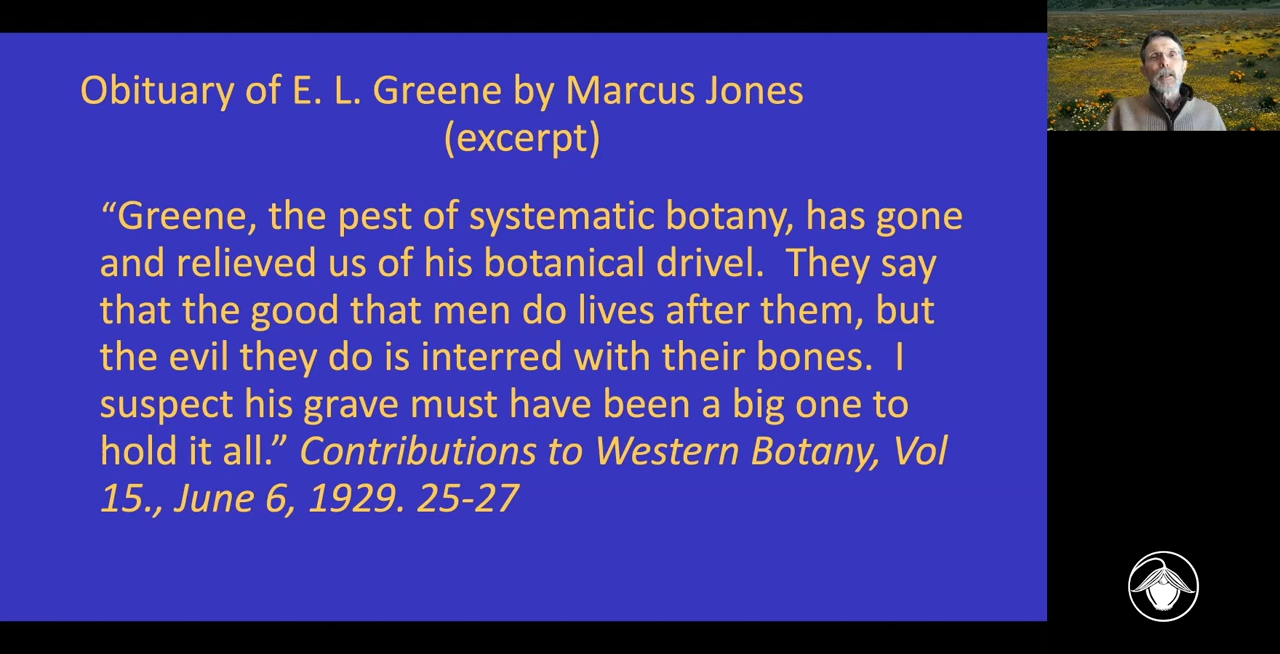 Obituary of E. L. Greene by Marcus Jones
(excerpt)
“Greene, the pest of systematic botany, has gone
and relieved us of his botanical drivel.  They say
that the good that men do lives after them, but
the evil they do is interred with their bones.  I
suspect his grave must have been a big one to
hold it all.” Contributions to Western Botany, Vol
15., June 6, 1929. 25-27